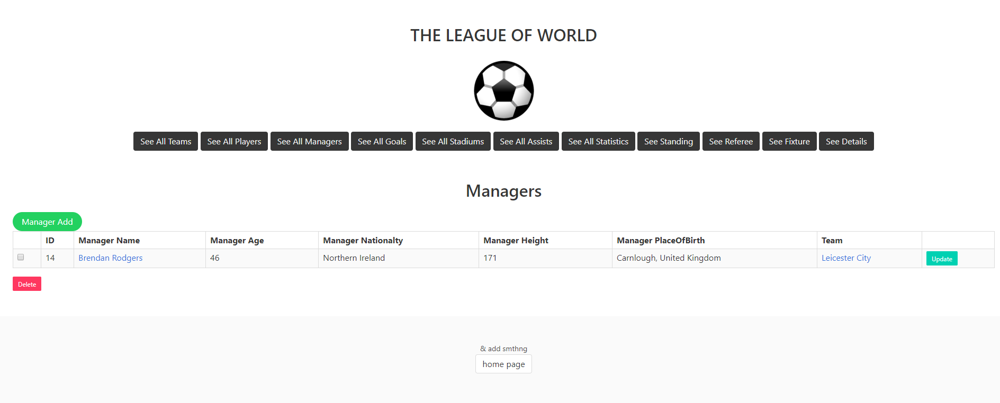 THE LEAGUE OF WORLD
See All Teams See All Players See All Managers See All Goals See All Stadiums See All Assists See All Statistics See Standing See Referee See Fixture See Details
Managers
Manager Add
ID Manager Name Manager Age Manager Nationalty Manager Height Manager PlaceOfBirth Team
14 Brendan Rodgers 46 Northern Ireland 171 Carnlough, United Kingdom Leicester City Update
Delete
& add smthng
home page